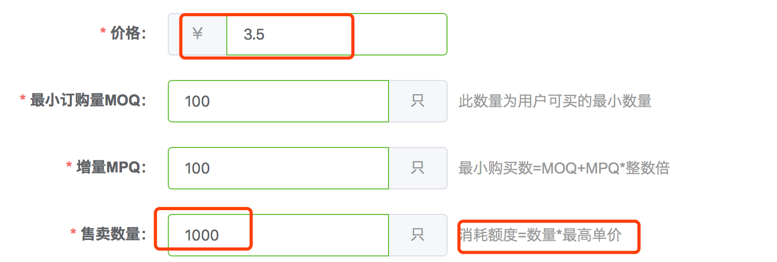 * 价格： ￥ 3.5
* 最小订购量MOQ： 100 只 此数量为用户可买的最小数量
* 增量MPQ： 100 只 最小购买数=MOQ+MPQ*整数倍
* 售卖数量： 1000 只 消耗额度=数量*最高单价